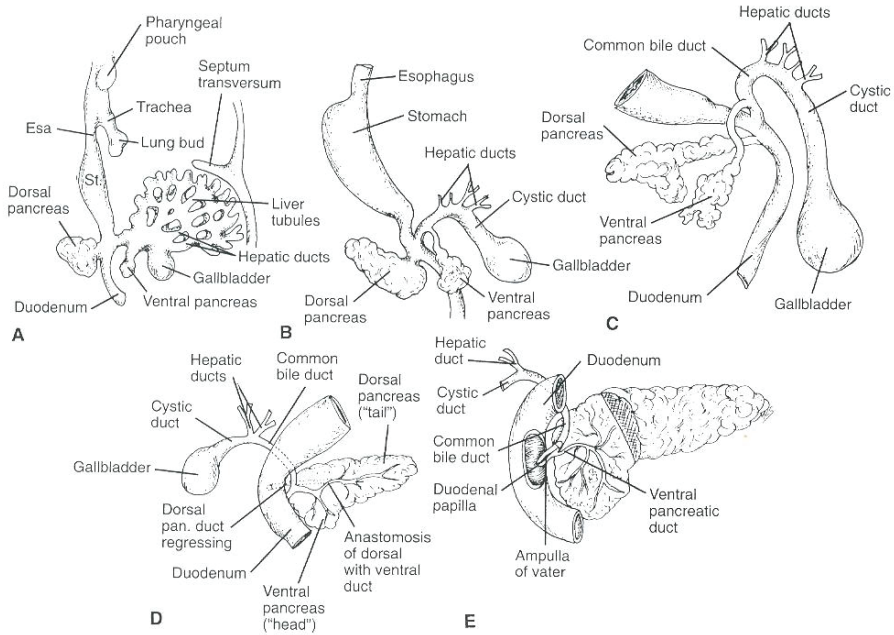 Pharyngeal
pouch
Septum
transversum
Trachea
Esa
Lung bud
St.
Dorsal
pancreas
Liver
tubules
Hepatic ducts
Gallbladder
Ventral pancreas
Duodenum
A
Esophagus
Stomach
Hepatic ducts
Cystic duct
Gallbladder
Dorsal
pancreas
Ventral
pancreas
B
Hepatic
ducts
Common bile duct
Cystic
duct
Dorsal
pancreas
Ventral
pancreas
Duodenum
Gallbladder
C
Hepatic
ducts
Common
bile duct
Dorsal
pancreas
("tail")
Cystic
duct
Gallbladder
Dorsal
pan. duct
regressing
Duodenum
Anastomosis
of dorsal
with ventral
duct
Ventral
pancreas
("head")
D
Hepatic
duct
Duodenum
Cystic
duct
Common
bile duct
Duodenal
papilla
Ventral
pancreatic
duct
Ampulla
of vater
E